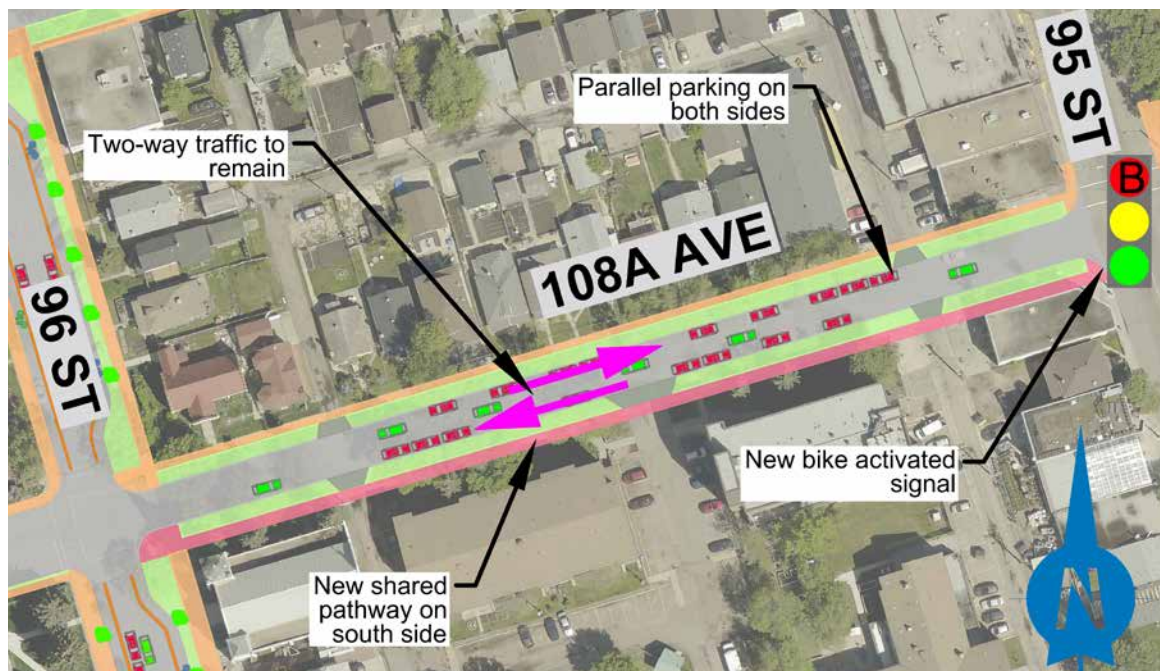 95 ST
Parallel parking on
both sides
Two-way traffic to
remain
B
108A AVE
96 ST
New bike activated
signal
New shared
pathway on
south side
N